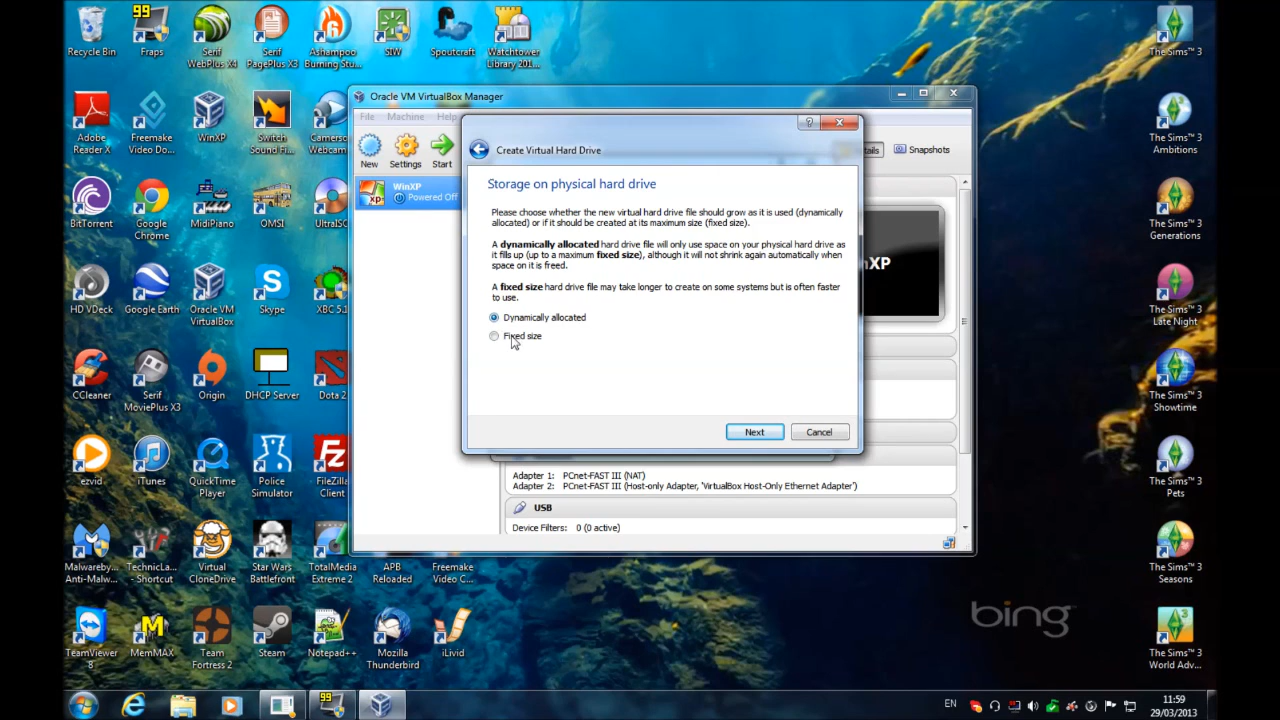 99
Recycle Bin
Fraps
Serif
WebPlus X4
Serif
PagePlus X3
Ashampoo
Burning Stu...
SIW
Spoutcraft
Watchtower
Library 201...
The Sims™ 3
Adobe
Reader X
Freemake
Video Do...
WinXP
Switch
Sound Fi...
Camerso
Webcam
The Sims™ 3
Ambitions
BitTorrent
Google
Chrome
MidiPiano
OMSI
UltraISO
The Sims™ 3
Generations
HD VDeck
Google Earth
Oracle VM
VirtualBox
Skype
XBC 5.1
The Sims™ 3
Late Night
CCleaner
Serif
MoviePlus X3
Origin
DHCP Server
Dota 2
The Sims™ 3
Showtime
ezvid
iTunes
QuickTime
Player
Police
Simulator
FileZilla
Client
The Sims™ 3
Pets
Malwareby...
Anti-Malw...
TechnicLa...
- Shortcut
Virtual
CloneDrive
Star Wars
Battlefront
TotalMedia
Extreme 2
APB
Reloaded
Freemake
Video C...
The Sims™ 3
Seasons
TeamViewer
8
MemMAX
Team
Fortress 2
Steam
Notepad++
Mozilla
Thunderbird
iLivid
The Sims™ 3
World Adv...
Oracle VM VirtualBox Manager
File Machine Help
New Settings Start
tails Snapshots
WinXP
Powered Off
xp
nXP
Create Virtual Hard Drive
Storage on physical hard drive
Please choose whether the new virtual hard drive file should grow as it is used (dynamically
allocated) or if it should be created at its maximum size (fixed size).
A dynamically allocated hard drive file will only use space on your physical hard drive as
it fills up (up to a maximum fixed size), although it will not shrink again automatically when
space on it is freed.
A fixed size hard drive file may take longer to create on some systems but is often faster
to use.
Dynamically allocated
Fixed size
Next Cancel
Adapter 1: PCnet-FAST III (NAT)
Adapter 2: PCnet-FAST III (Host-only Adapter, 'VirtualBox Host-Only Ethernet Adapter')
USB
Device Filters: 0 (0 active)
bing™
99
EN
11:59
29/03/2013